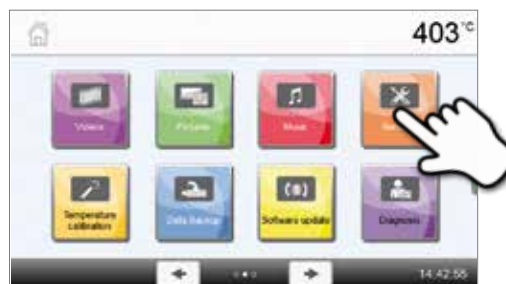 403 °C
Videos
Pictures
Music
Temperature calibration
Data Backup
Software update
Diagnosis
14:42:55